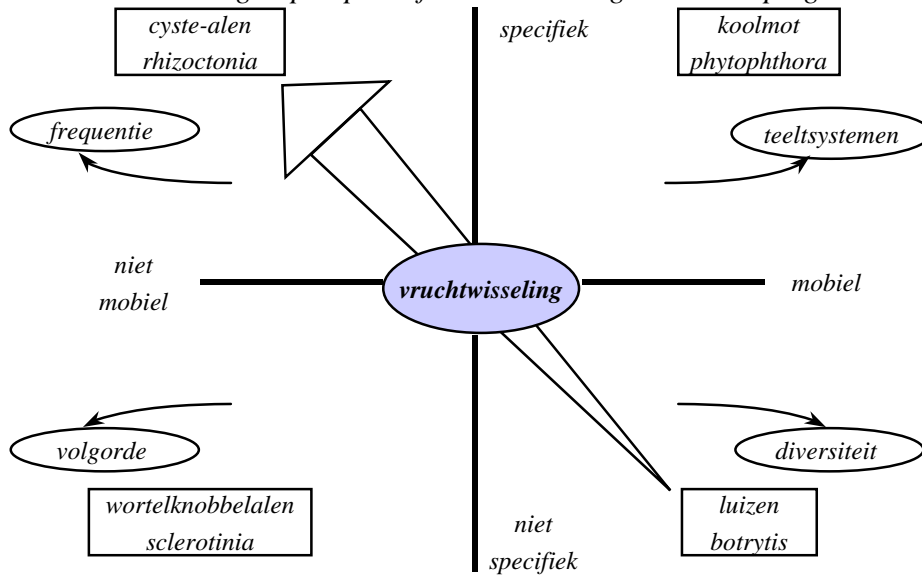 cyste-alen
rhizoctonia
specifiek
koolmot
phytophthora
frequentie
teeltsystemen
niet
mobiel
vruchtwisseling
mobiel
volgorde
diversiteit
wortelknobbelalen
sclerotinia
niet
specifiek
luizen
botrytis